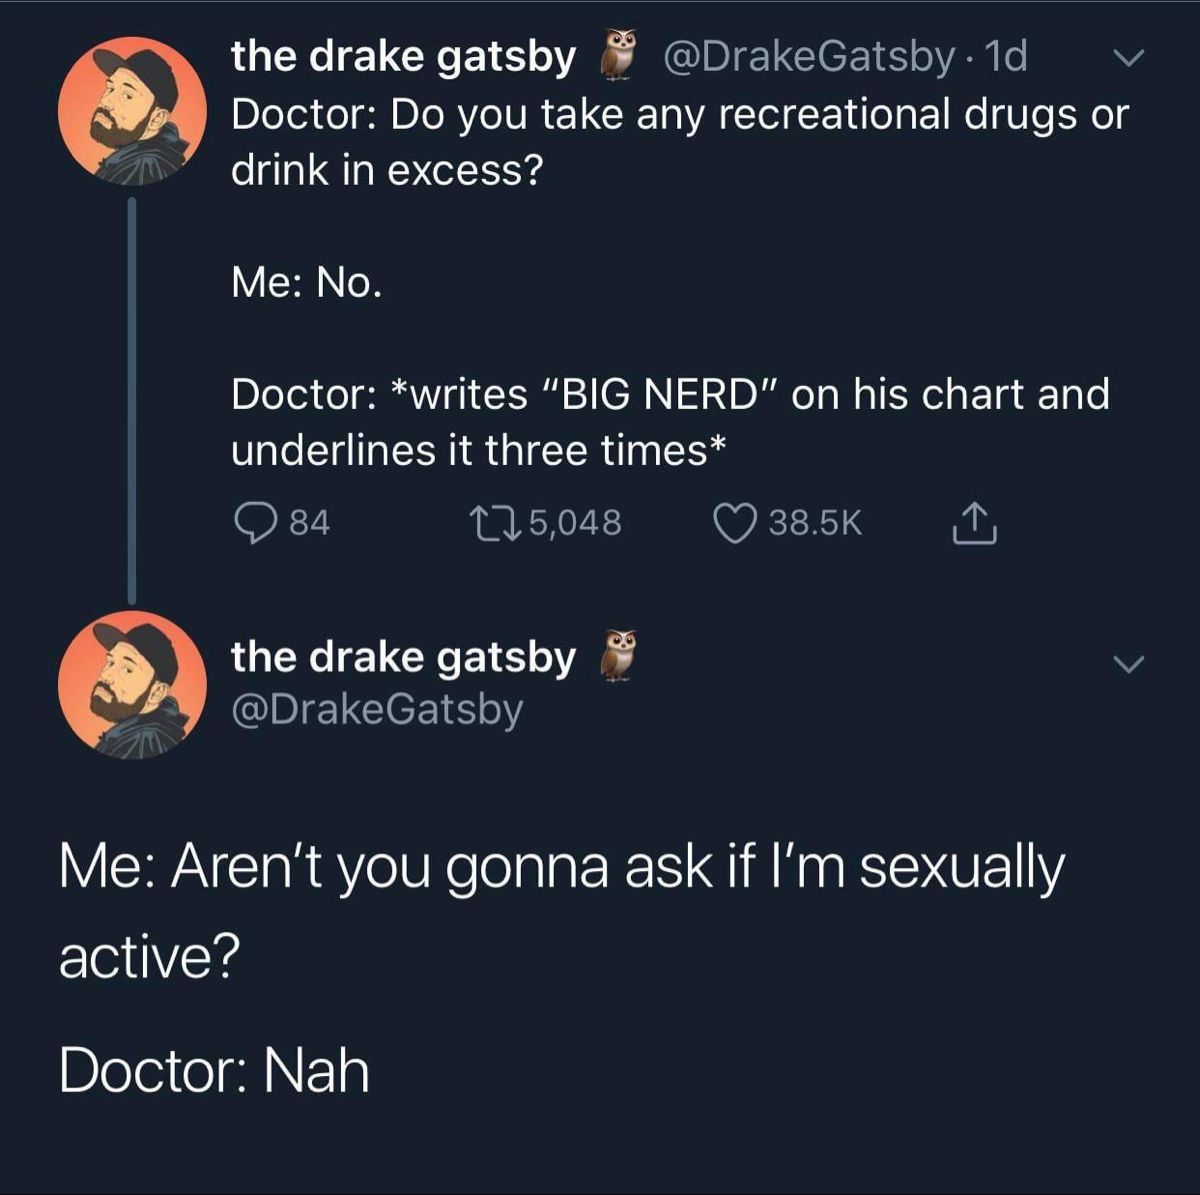 the drake gatsby 🦉 @DrakeGatsby · 1d
Doctor: Do you take any recreational drugs or
drink in excess?
Me: No.
Doctor: *writes “BIG NERD” on his chart and
underlines it three times*
84 5,048 38.5K
the drake gatsby 🦉
@DrakeGatsby
Me: Aren’t you gonna ask if I’m sexually
active?
Doctor: Nah